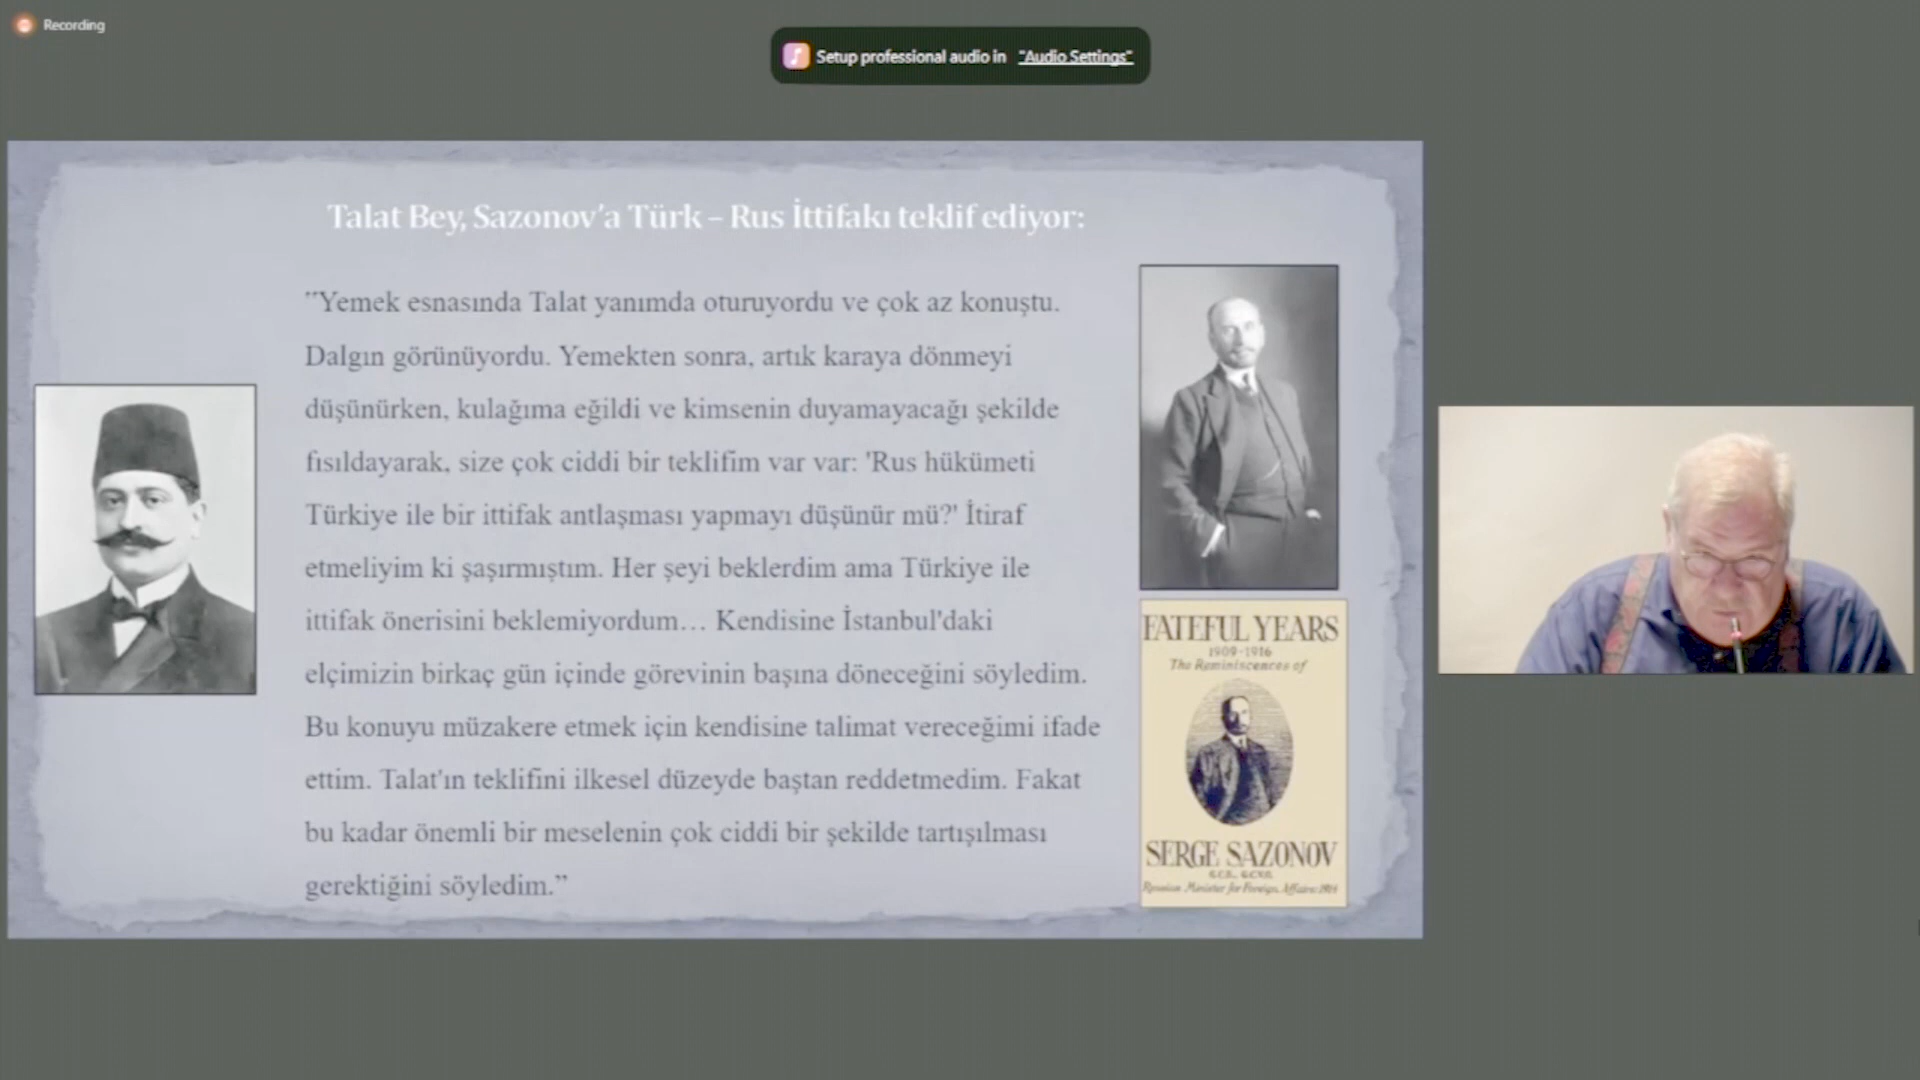 Recording
Setup professional audio in "Audio Settings"
Talat Bey, Sazonov'a Türk – Rus İttifakı teklif ediyor:
"Yemek esnasında Talat yanımda oturuyordu ve çok az konuştu.
Dalgın görünüyordu. Yemekten sonra, artık karaya dönmeyi
düşünürken, kulağıma eğildi ve kimsenin duyamayacağı şekilde
fısıldayarak, size çok ciddi bir teklifim var var: 'Rus hükümeti
Türkiye ile bir ittifak antlaşması yapmayı düşünür mü?' İtiraf
etmeliyim ki şaşırmıştım. Her şeyi beklerdim ama Türkiye ile
ittifak önerisini beklemiyordum… Kendisine İstanbul'daki
elçimizin birkaç gün içinde görevinin başına döneceğini söyledim.
Bu konuyu müzakere etmek için kendisine talimat vereceğimi ifade
ettim. Talat'ın teklifini ilkesel düzeyde baştan reddetmedim. Fakat
bu kadar önemli bir meselenin çok ciddi bir şekilde tartışılması
gerektiğini söyledim."
FATEFUL YEARS
1909-1916
The Reminiscences of
SERGE SAZONOV
G.C.B., G.C.V.O.
Russian Minister for Foreign Affairs: 1914